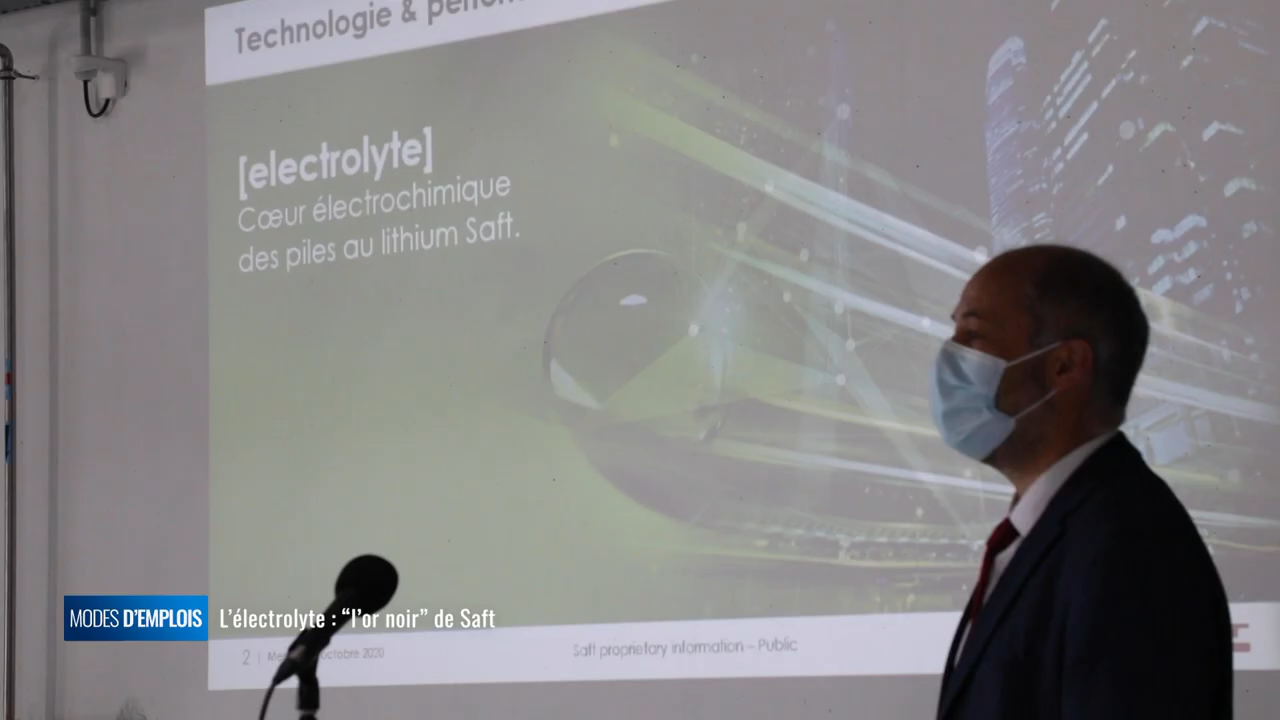 Technologie &
[electrolyte]
Cœur électrochimique
des piles au lithium Saft.
MODES D'EMPLOIS L'électrolyte : “l'or noir” de Saft
2 | octobre 2020
Saft proprietary information – Public